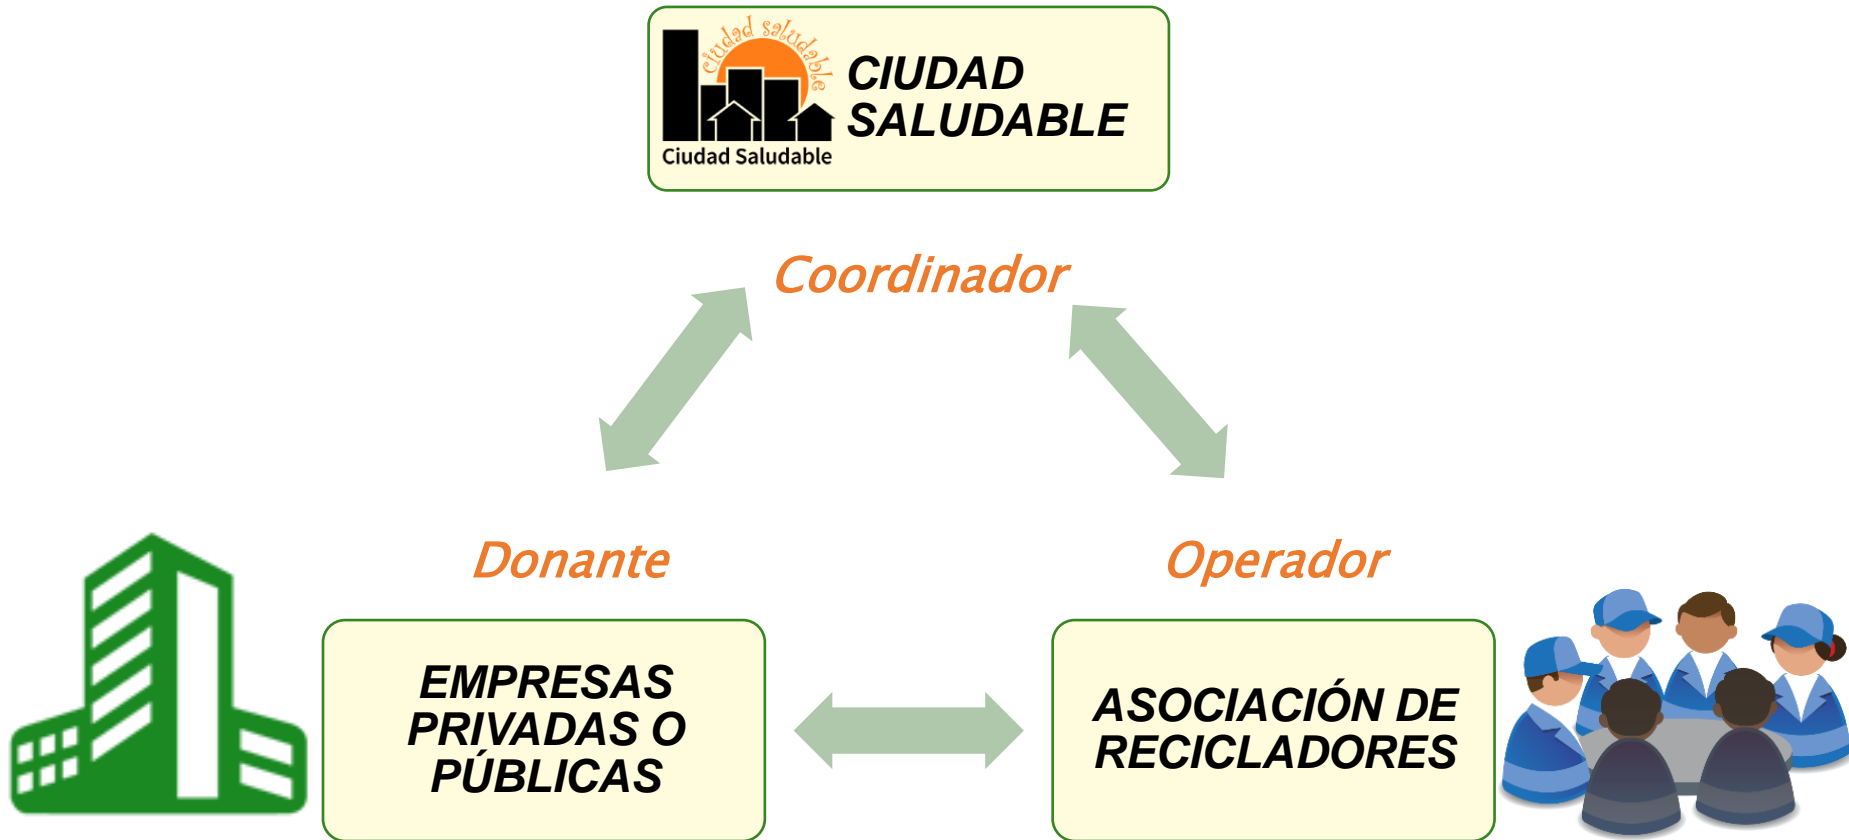 ciudad saludable
Ciudad Saludable
CIUDAD
SALUDABLE
Coordinador
Donante
Operador
EMPRESAS
PRIVADAS O
PÚBLICAS
ASOCIACIÓN DE
RECICLADORES